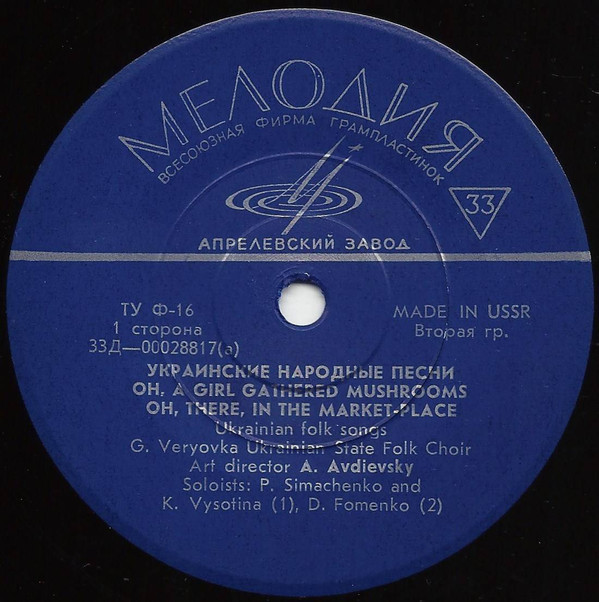 МЕЛОДИЯ
ВСЕСОЮЗНАЯ ФИРМА ГРАМПЛАСТИНОК
33
АПРЕЛЕВСКИЙ ЗАВОД
ТУ Ф-16
MADE IN USSR
1 сторона
Вторая гр.
33Д—00028817(а)
УКРАИНСКИЕ НАРОДНЫЕ ПЕСНИ
OH, A GIRL GATHERED MUSHROOMS
OH, THERE, IN THE MARKET-PLACE
Ukrainian folk songs
G. Veryovka Ukrainian State Folk Choir
Art director A. Avdievsky
Soloists: P. Simachenko and
K. Vysotina (1), D. Fomenko (2)